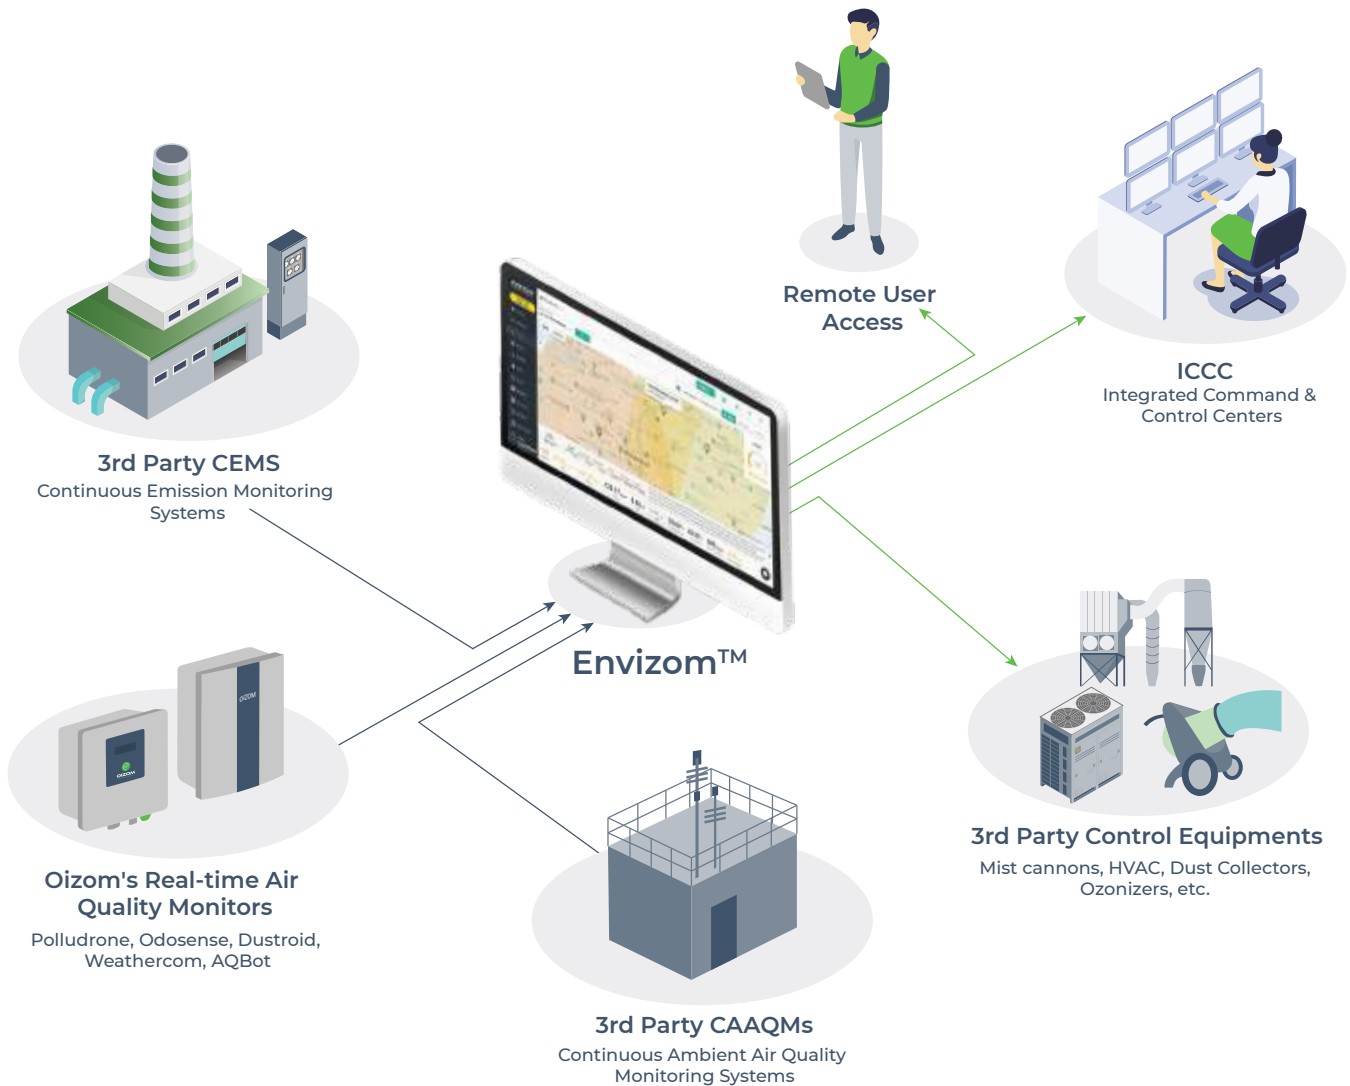 Remote User
Access
ICCC
Integrated Command &
Control Centers
3rd Party CEMS
Continuous Emission Monitoring
Systems
Envizom™
OIZOM
OIZOM
Oizom's Real-time Air
Quality Monitors
Polludrone, Odosense, Dustroid,
Weathercom, AQBot
3rd Party Control Equipments
Mist cannons, HVAC, Dust Collectors,
Ozonizers, etc.
3rd Party CAAQMs
Continuous Ambient Air Quality
Monitoring Systems